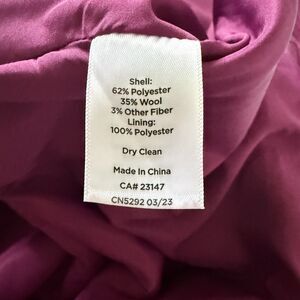 Shell:
62% Polyester
35% Wool
3% Other Fiber
Lining:
100% Polyester
Dry Clean
Made in China
CA# 23147
CN5292 03/23